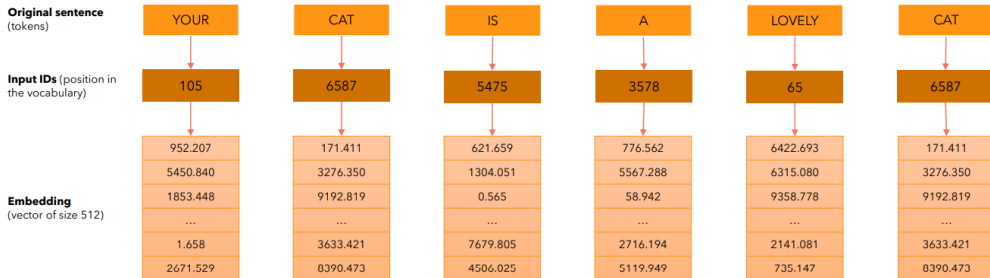 Original sentence
(tokens)
YOUR CAT IS A LOVELY CAT
Input IDs (position in
the vocabulary)
105 6587 5475 3578 65 6587
Embedding
(vector of size 512)
952.207 171.411 621.659 776.562 6422.693 171.411
5450.840 3276.350 1304.051 5567.288 6315.080 3276.350
1853.448 9192.819 0.565 58.942 9358.778 9192.819
... ... ... ... ... ...
1.658 3633.421 7679.805 2716.194 2141.081 3633.421
2671.529 8390.473 4506.025 5119.949 735.147 8390.473